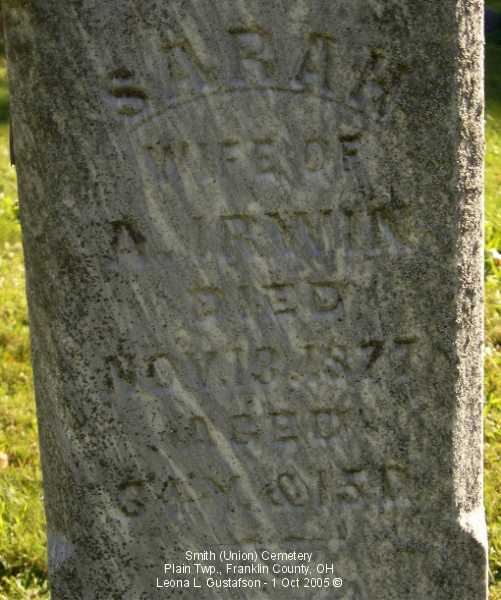 SARAH
WIFE OF
A. IRWIN
DIED
NOV. 13, 1877
AGED
Smith (Union) Cemetery
Plain Twp., Franklin County, OH
Leona L. Gustafson - 1 Oct 2005 ©